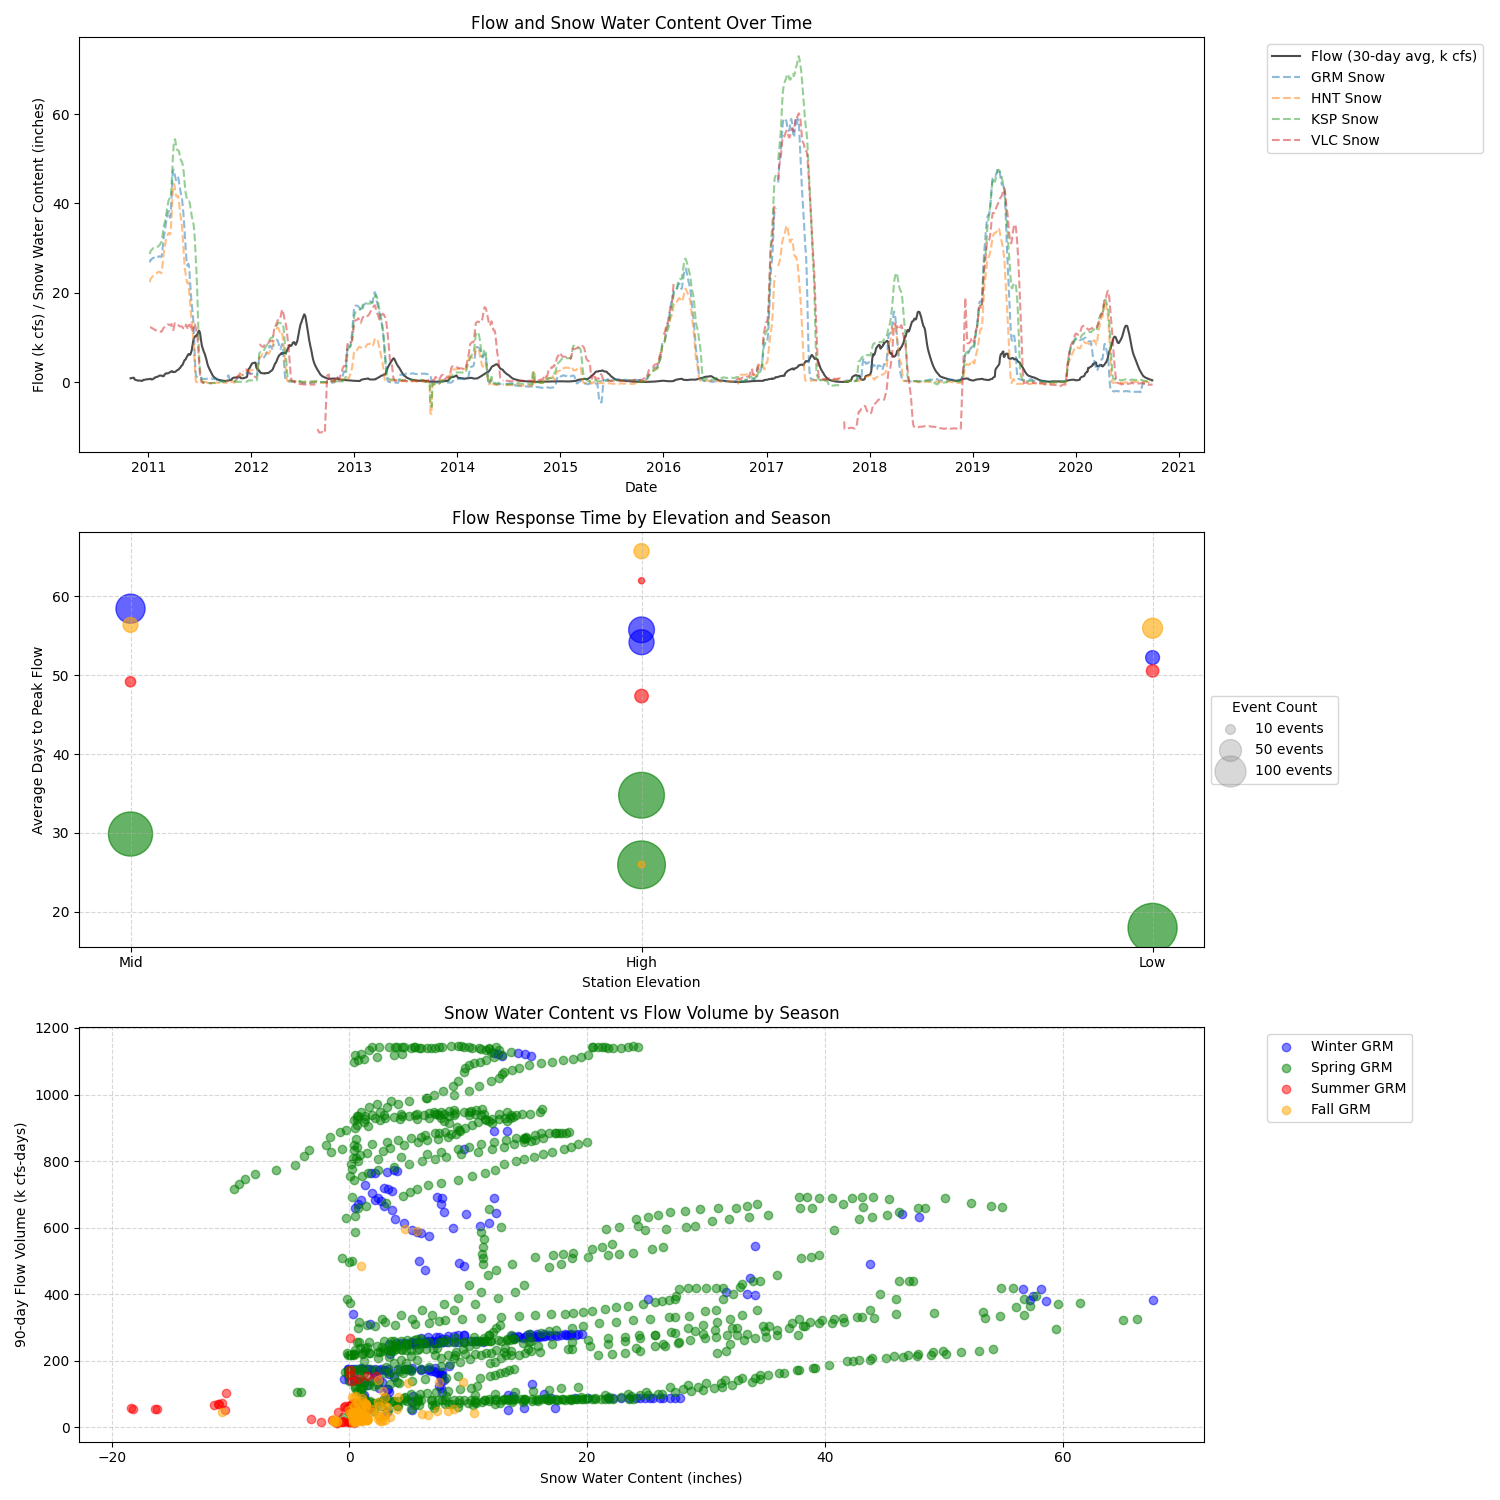 Flow and Snow Water Content Over Time
Flow (k cfs) / Snow Water Content (inches)
60
40
20
0
2011 2012 2013 2014 2015 2016 2017 2018 2019 2020 2021
Date
Flow (30-day avg, k cfs)
GRM Snow
HNT Snow
KSP Snow
VLC Snow
Flow Response Time by Elevation and Season
Average Days to Peak Flow
60
50
40
30
20
Mid High Low
Station Elevation
Event Count
10 events
50 events
100 events
Snow Water Content vs Flow Volume by Season
90-day Flow Volume (k cfs-days)
1200
1000
800
600
400
200
0
−20 0 20 40 60
Snow Water Content (inches)
Winter GRM
Spring GRM
Summer GRM
Fall GRM